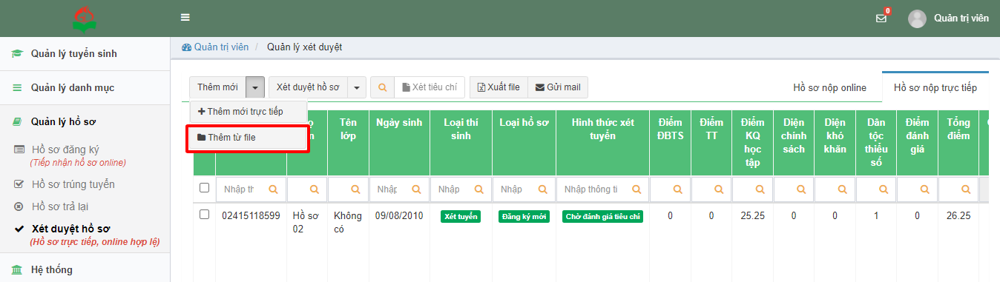 0
Quản trị viên
Quản lý tuyển sinh
Quản lý danh mục
Quản lý hồ sơ
Hồ sơ đăng ký
(Tiếp nhận hồ sơ online)
Hồ sơ trúng tuyển
Hồ sơ trả lại
Xét duyệt hồ sơ
(Hồ sơ trực tiếp, online hợp lệ)
Hệ thống
Quản trị viên / Quản lý xét duyệt
Thêm mới Xét duyệt hồ sơ Xét tiêu chí Xuất file Gửi mail
Hồ sơ nộp online Hồ sơ nộp trực tiếp
Thêm mới trực tiếp
Thêm từ file
Tên lớp
Ngày sinh
Loại thí sinh
Loại hồ sơ
Hình thức xét tuyển
Điểm ĐBTS
Điểm TT
Điểm KQ học tập
Diện chính sách
Diện khó khăn
Dân tộc thiểu số
Điểm đánh giá
Tổng điểm
Nhập Nhập Nhập Nhập Nhập thông ti
02415118599 Hồ sơ 02 Không có 09/08/2010 Xét tuyển Đăng ký mới Chờ đánh giá tiêu chí 0 0 25.25 0 0 1 0 26.25